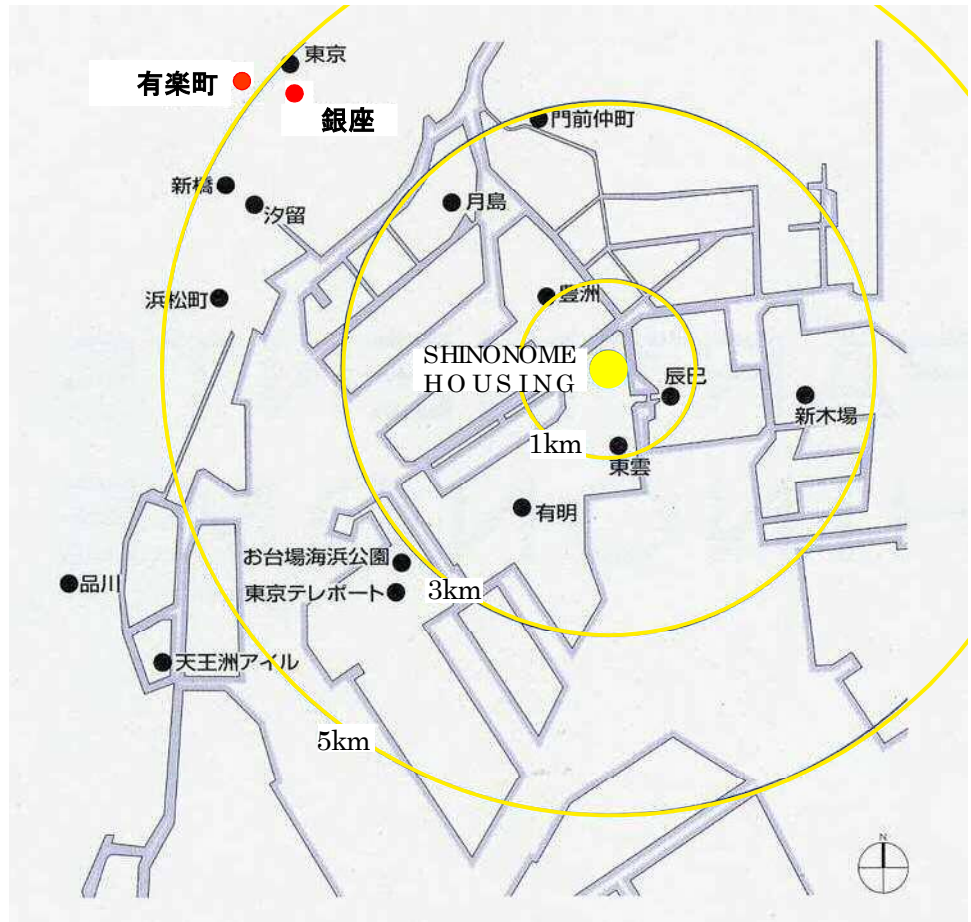 東京
有楽町
銀座
門前仲町
新橋
汐留
月島
浜松町
豊洲
SHINONOME
HOUSING
辰巳
新木場
1km
東雲
有明
お台場海浜公園
品川
東京テレポート
3km
天王洲アイル
5km
N